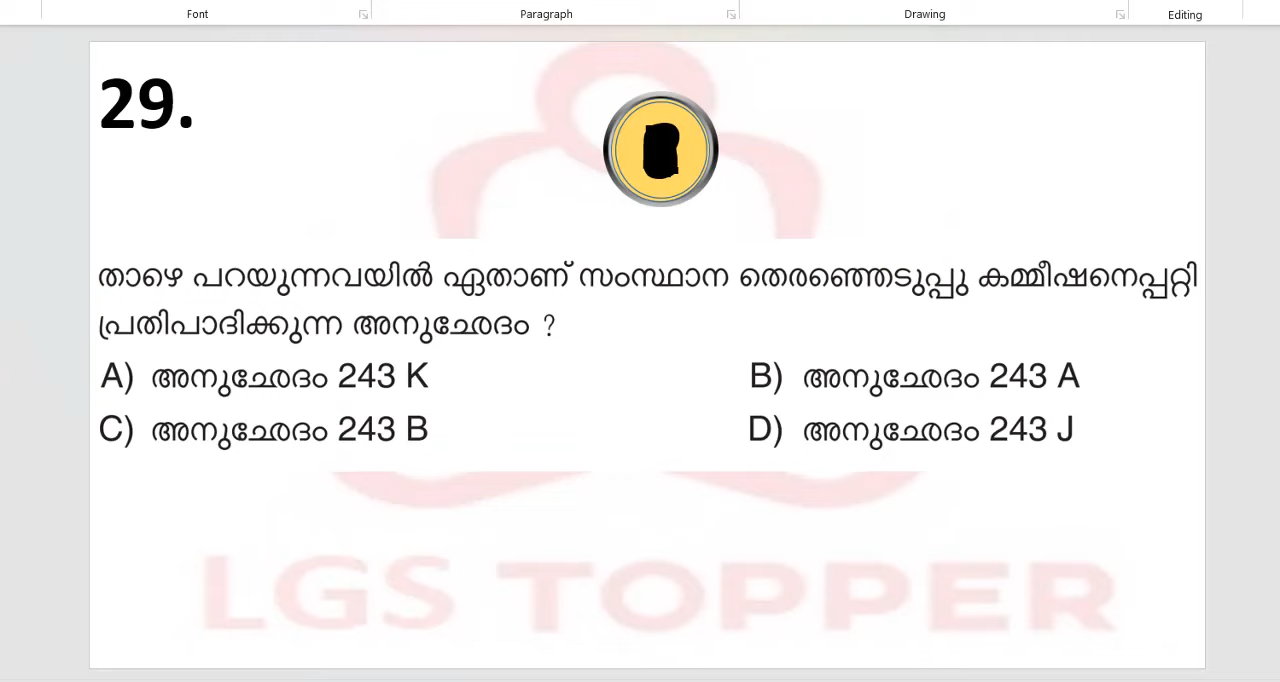 Font Paragraph Drawing Editing
29.
താഴെ പറയുന്നവയിൽ ഏതാണ് സംസ്ഥാന തെരഞ്ഞെടുപ്പു കമ്മീഷനെപ്പറ്റി
പ്രതിപാദിക്കുന്ന അനുച്ഛേദം ?
A) അനുച്ഛേദം 243 K B) അനുച്ഛേദം 243 A
C) അനുച്ഛേദം 243 B D) അനുച്ഛേദം 243 J
LGS TOPPER